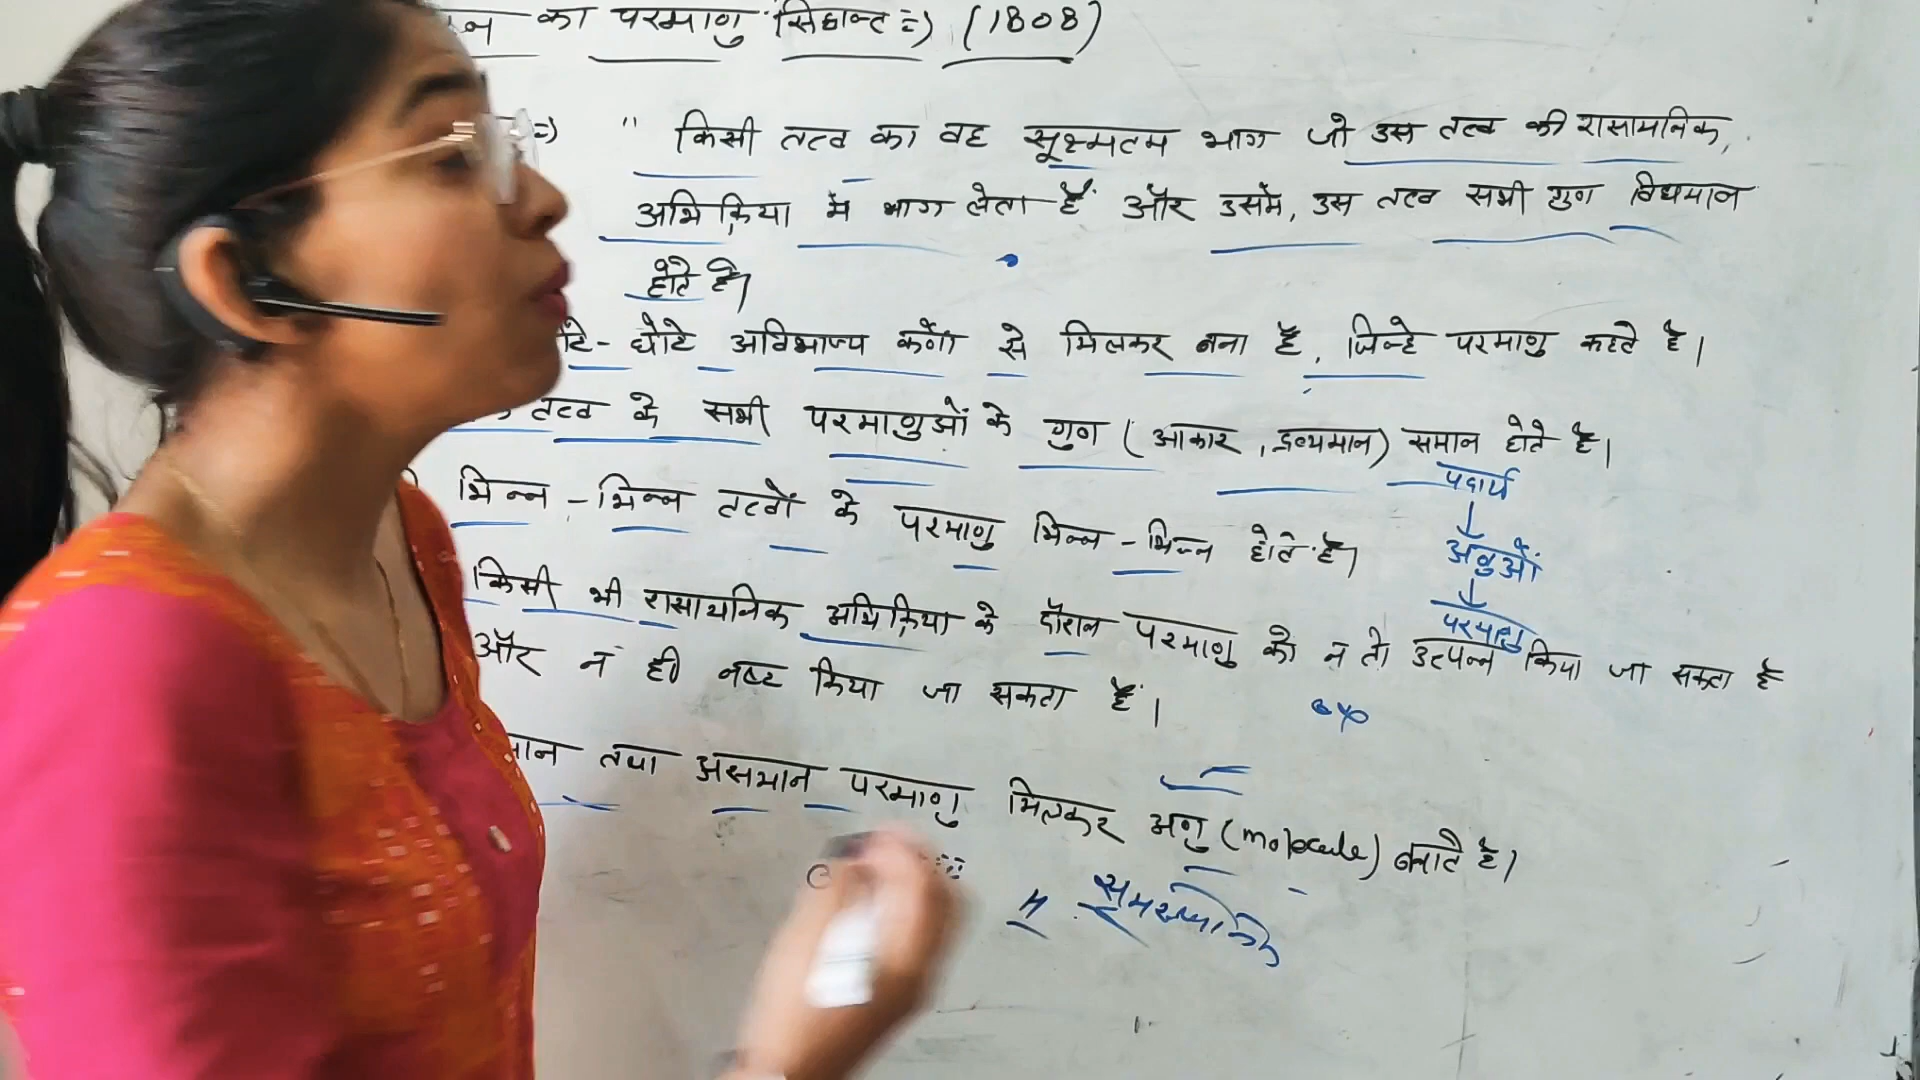 का परमाणु सिद्धान्त ⇒) (1808)
⇒) " किसी तत्व का वह सूक्ष्मतम भाग जो उस तत्व की रासायनिक,
अभिक्रिया में भाग लेता है और उसमें, उस तत्व सभी गुण विद्यमान
होते है।
छोटे अविभाज्य कणों से मिलकर बना है, जिन्हे परमाणु कहते है।
तत्व के सभी परमाणुओं के गुण (आकार, द्रव्यमान) समान होते है।
भिन्न - भिन्न तत्वों के परमाणु भिन्न - भिन्न होते है।
पदार्थ
↓
अणुओं
↓
परमाणु
किसी भी रासायनिक अभिक्रिया के दौरान परमाणु को न तो उत्पन्न किया जा सकता है
और न ही नष्ट किया जा सकता है।
तथा असमान परमाणु मिलकर अणु (molecule) बनाते है।